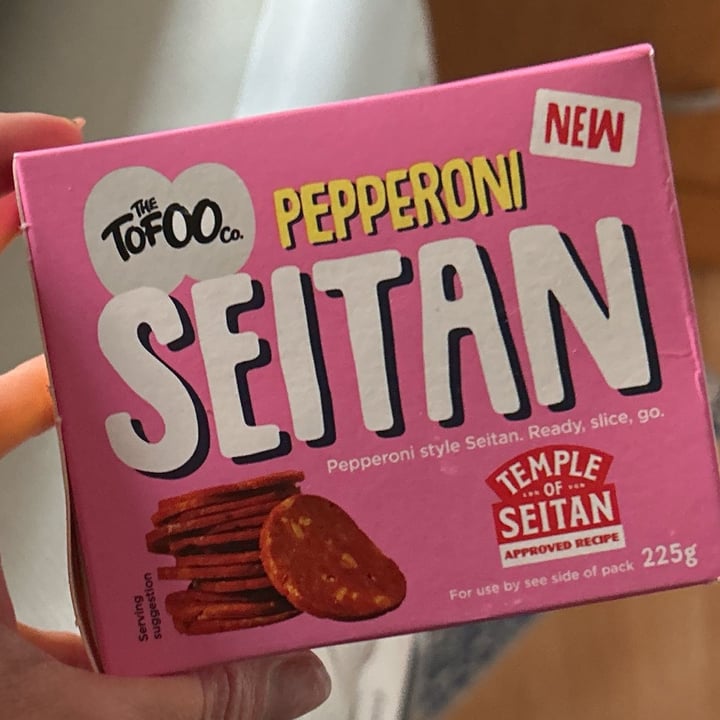 NEW
THE
TOFOO Co.
PEPPERONI
SEITAN
Pepperoni style Seitan. Ready, slice, go.
TEMPLE
OF
SEITAN
APPROVED RECIPE
Serving
suggestion
For use by see side of pack 225g